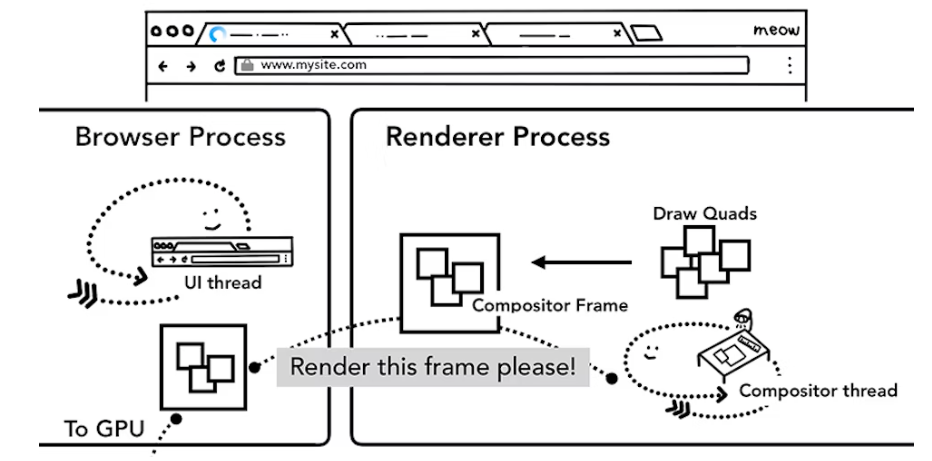 meow
www.mysite.com
Browser Process
Renderer Process
Draw Quads
UI thread
Compositor Frame
Render this frame please!
Compositor thread
To GPU